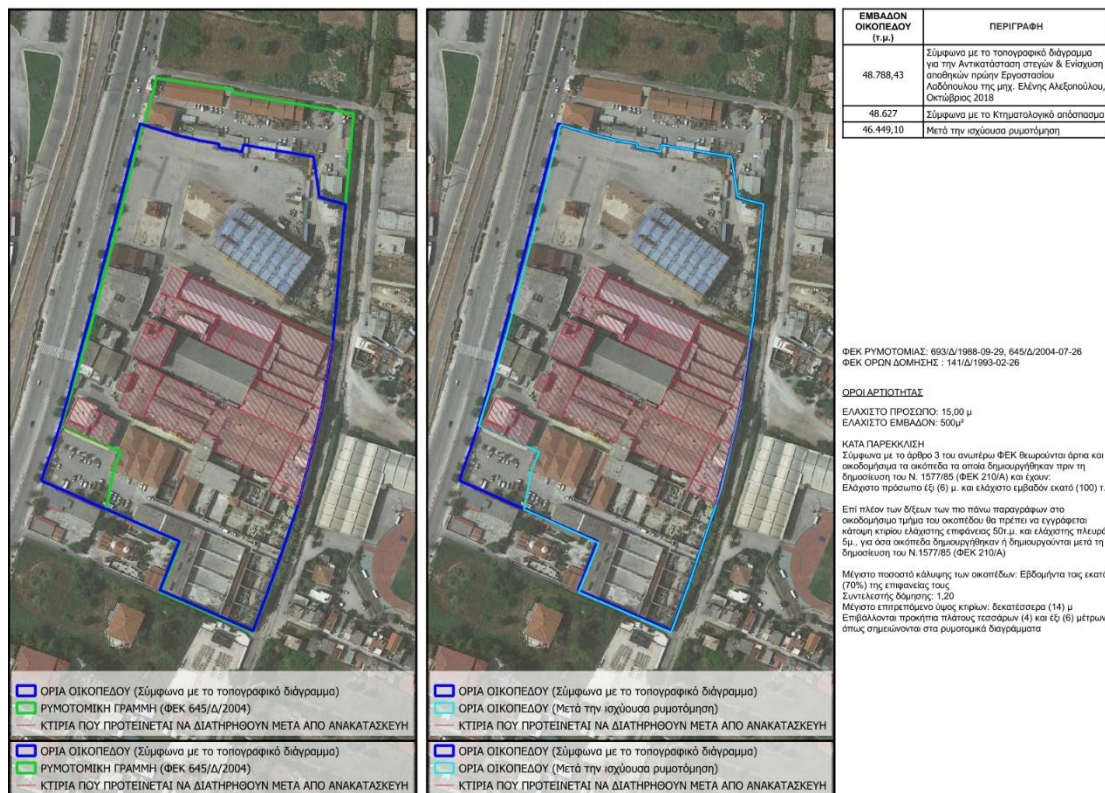 ΟΡΙΑ ΟΙΚΟΠΕΔΟΥ (Σύμφωνα με το τοπογραφικό διάγραμμα)
ΡΥΜΟΤΟΜΙΚΗ ΓΡΑΜΜΗ (ΦΕΚ 645/Δ/2004)
ΚΤΙΡΙΑ ΠΟΥ ΠΡΟΤΕΙΝΕΤΑΙ ΝΑ ΔΙΑΤΗΡΗΘΟΥΝ ΜΕΤΑ ΑΠΟ ΑΝΑΚΑΤΑΣΚΕΥΗ
ΟΡΙΑ ΟΙΚΟΠΕΔΟΥ (Σύμφωνα με το τοπογραφικό διάγραμμα)
ΡΥΜΟΤΟΜΙΚΗ ΓΡΑΜΜΗ (ΦΕΚ 645/Δ/2004)
ΚΤΙΡΙΑ ΠΟΥ ΠΡΟΤΕΙΝΕΤΑΙ ΝΑ ΔΙΑΤΗΡΗΘΟΥΝ ΜΕΤΑ ΑΠΟ ΑΝΑΚΑΤΑΣΚΕΥΗ
ΟΡΙΑ ΟΙΚΟΠΕΔΟΥ (Σύμφωνα με το τοπογραφικό διάγραμμα)
ΟΡΙΑ ΟΙΚΟΠΕΔΟΥ (Μετά την ισχύουσα ρυμοτόμηση)
ΚΤΙΡΙΑ ΠΟΥ ΠΡΟΤΕΙΝΕΤΑΙ ΝΑ ΔΙΑΤΗΡΗΘΟΥΝ ΜΕΤΑ ΑΠΟ ΑΝΑΚΑΤΑΣΚΕΥΗ
ΟΡΙΑ ΟΙΚΟΠΕΔΟΥ (Σύμφωνα με το τοπογραφικό διάγραμμα)
ΟΡΙΑ ΟΙΚΟΠΕΔΟΥ (Μετά την ισχύουσα ρυμοτόμηση)
ΚΤΙΡΙΑ ΠΟΥ ΠΡΟΤΕΙΝΕΤΑΙ ΝΑ ΔΙΑΤΗΡΗΘΟΥΝ ΜΕΤΑ ΑΠΟ ΑΝΑΚΑΤΑΣΚΕΥΗ
ΕΜΒΑΔΟΝ
ΟΙΚΟΠΕΔΟΥ
(τ.μ.)
ΠΕΡΙΓΡΑΦΗ
48.788,43
Σύμφωνα με το τοπογραφικό διάγραμμα
για την Αντικατάσταση στεγών & Ενίσχυση
αποθηκών πρώην Εργοστασίου
Λαδόπουλου της μηχ. Ελένης Αλεξοπούλου,
Οκτώβριος 2018
48.627 Σύμφωνα με το Κτηματολογικό απόσπασμα
46.449,10 Μετά την ισχύουσα ρυμοτόμηση
ΦΕΚ ΡΥΜΟΤΟΜΙΑΣ: 693/Δ/1988-09-29, 645/Δ/2004-07-26
ΦΕΚ ΟΡΩΝ ΔΟΜΗΣΗΣ : 141/Δ/1993-02-26
ΟΡΟΙ ΑΡΤΙΟΤΗΤΑΣ
ΕΛΑΧΙΣΤΟ ΠΡΟΣΩΠΟ: 15,00 μ
ΕΛΑΧΙΣΤΟ ΕΜΒΑΔΟΝ: 500μ²
ΚΑΤΑ ΠΑΡΕΚΚΛΙΣΗ
Σύμφωνα με το άρθρο 3 του ανωτέρω ΦΕΚ θεωρούνται άρτια και
οικοδομήσιμα τα οικόπεδα τα οποία δημιουργήθηκαν πριν τη
δημοσίευση του Ν. 1577/85 (ΦΕΚ 210/Α) και έχουν:
Ελάχιστο πρόσωπο έξι (6) μ. και ελάχιστο εμβαδόν εκατό (100) τ.
Επί πλέον των δ/ξεων των πιο πάνω παραγράφων στο
οικοδομήσιμο τμήμα του οικοπέδου θα πρέπει να εγγράφεται
κάτοψη κτιρίου ελάχιστης επιφάνειας 50τ.μ. και ελάχιστης πλευρά
5μ., για όσα οικόπεδα δημιουργήθηκαν ή δημιουργούνται μετά τη
δημοσίευση του Ν.1577/85 (ΦΕΚ 210/Α)
Μέγιστο ποσοστό κάλυψης των οικοπέδων: Εβδομήντα τοις εκατό
(70%) της επιφανείας τους
Συντελεστής δόμησης: 1,20
Μέγιστο επιτρεπόμενο ύψος κτιρίων: δεκατέσσερα (14) μ
Επιβάλλονται προκήπια πλάτους τεσσάρων (4) και έξι (6) μέτρων
όπως σημειώνονται στα ρυμοτομικά διαγράμματα